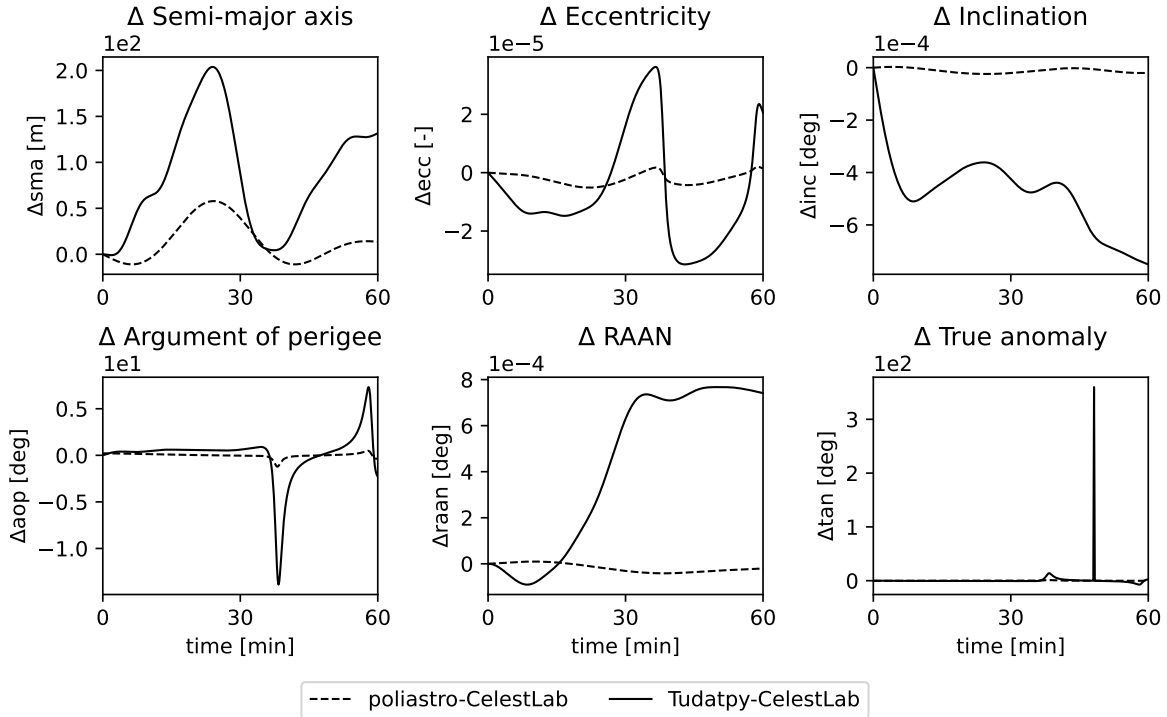 Δ Semi-major axis
1e2
Δsma [m]
2.0
1.5
1.0
0.5
0.0
0
30
60
Δ Eccentricity
1e−5
Δecc [-]
2
0
−2
0
30
60
Δ Inclination
1e−4
Δinc [deg]
0
−2
−4
−6
0
30
60
Δ Argument of perigee
1e1
Δaop [deg]
0.5
0.0
−0.5
−1.0
0
30
60
time [min]
Δ RAAN
1e−4
Δraan [deg]
8
6
4
2
0
0
30
60
time [min]
Δ True anomaly
1e2
Δtan [deg]
3
2
1
0
0
30
60
time [min]
poliastro-CelestLab
Tudatpy-CelestLab